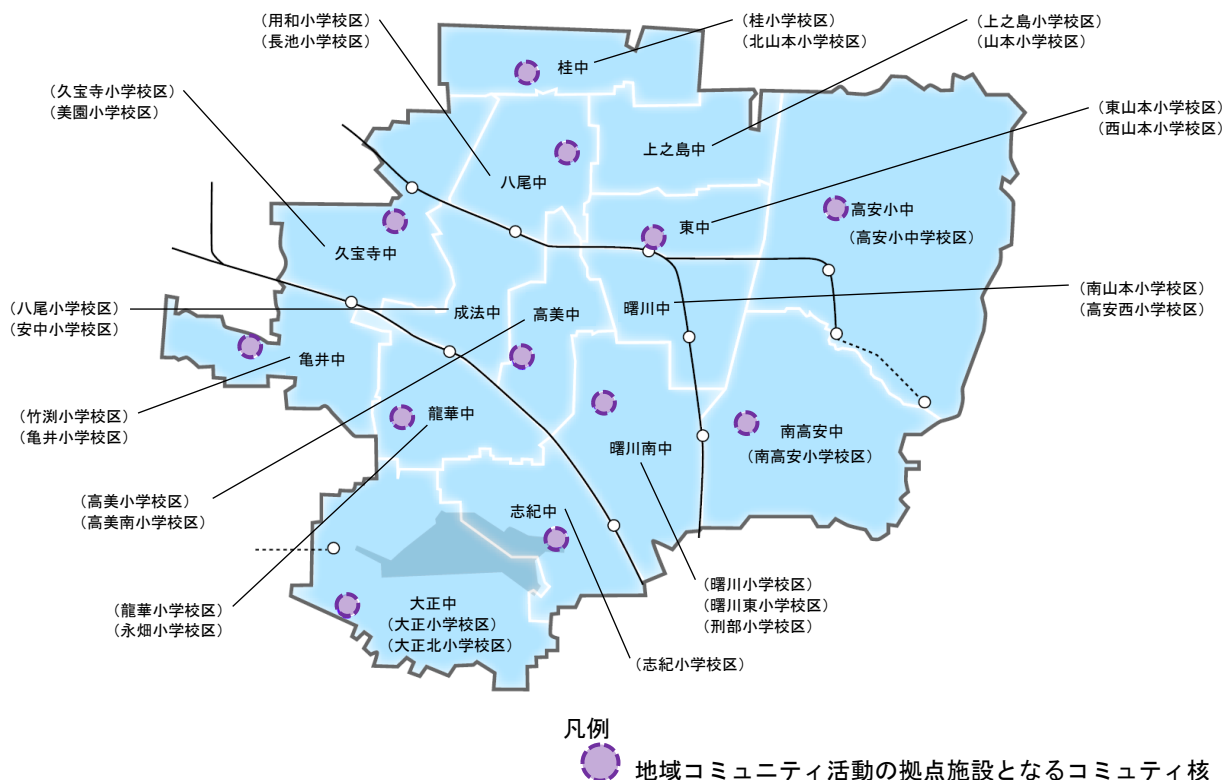 （用和小学校区）
（長池小学校区）
（桂小学校区）
（北山本小学校区）
（上之島小学校区）
（山本小学校区）
（久宝寺小学校区）
（美園小学校区）
（東山本小学校区）
（西山本小学校区）
桂中
上之島中
八尾中
東中
高安小中
（高安小中学校区）
久宝寺中
（八尾小学校区）
（安中小学校区）
成法中
高美中
曙川中
（南山本小学校区）
（高安西小学校区）
亀井中
（竹渕小学校区）
（亀井小学校区）
龍華中
曙川南中
南高安中
（南高安小学校区）
（高美小学校区）
（高美南小学校区）
志紀中
（龍華小学校区）
（永畑小学校区）
大正中
（大正小学校区）
（大正北小学校区）
（曙川小学校区）
（曙川東小学校区）
（刑部小学校区）
（志紀小学校区）
凡例
地域コミュニティ活動の拠点施設となるコミュティ核